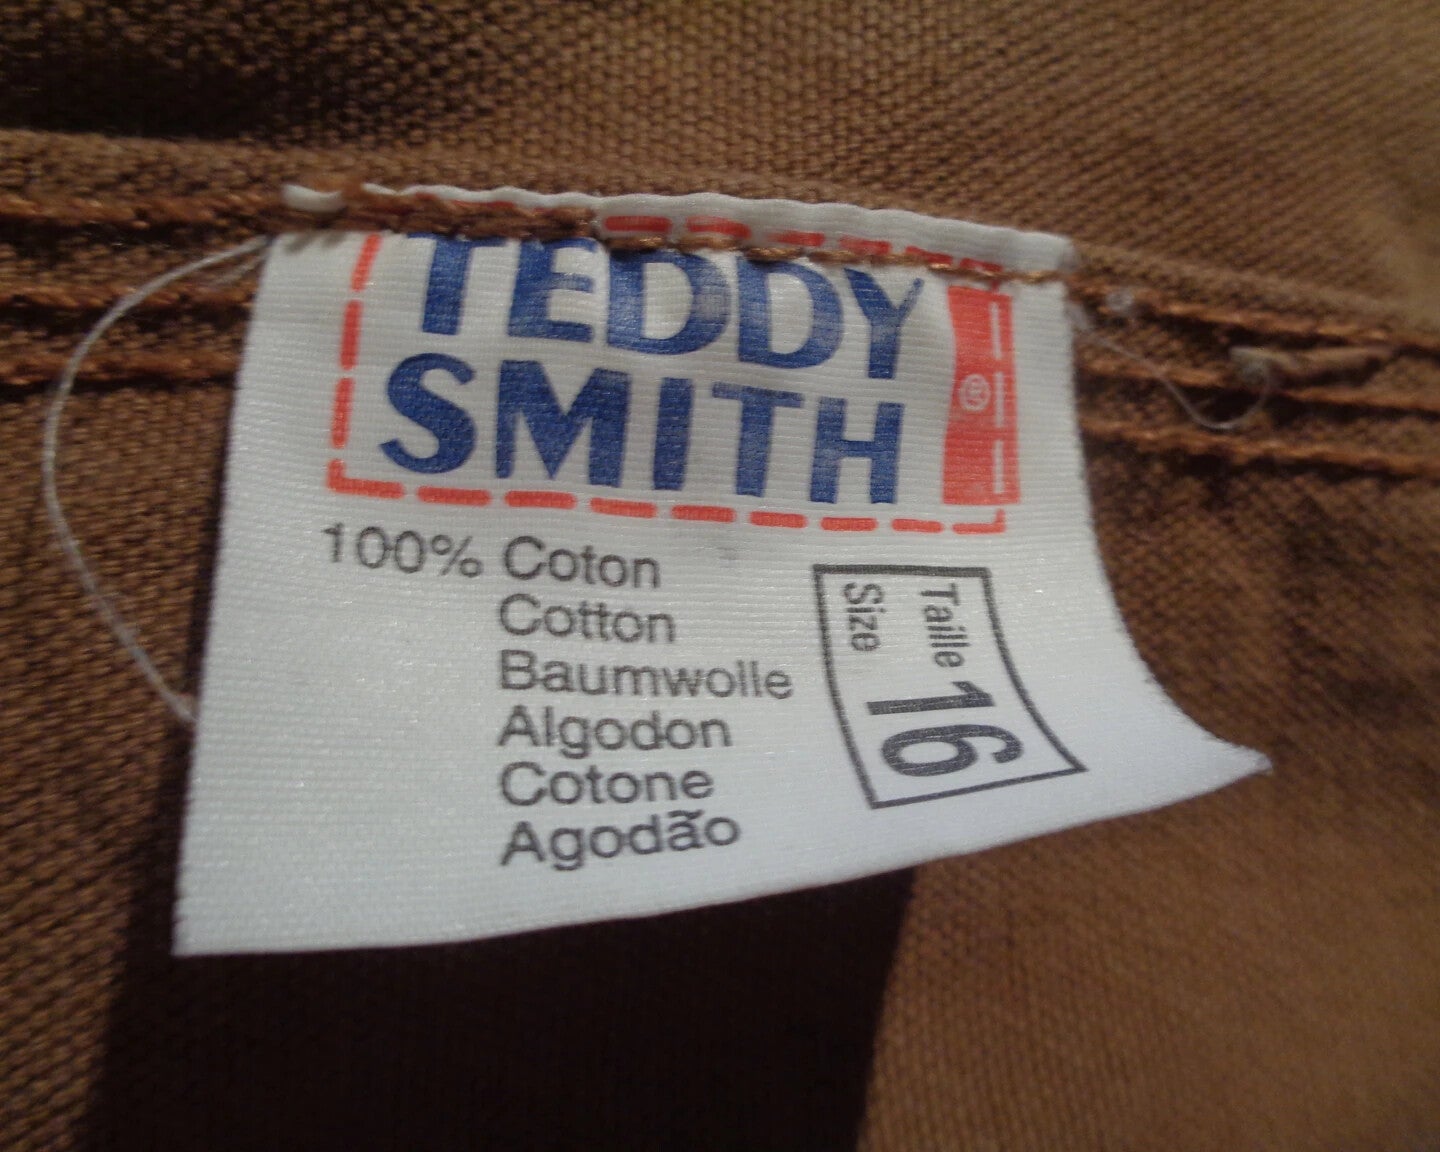 TEDDY
SMITH
®
100% Coton
Cotton
Baumwolle
Algodon
Cotone
Agodão
Taille 16
Size